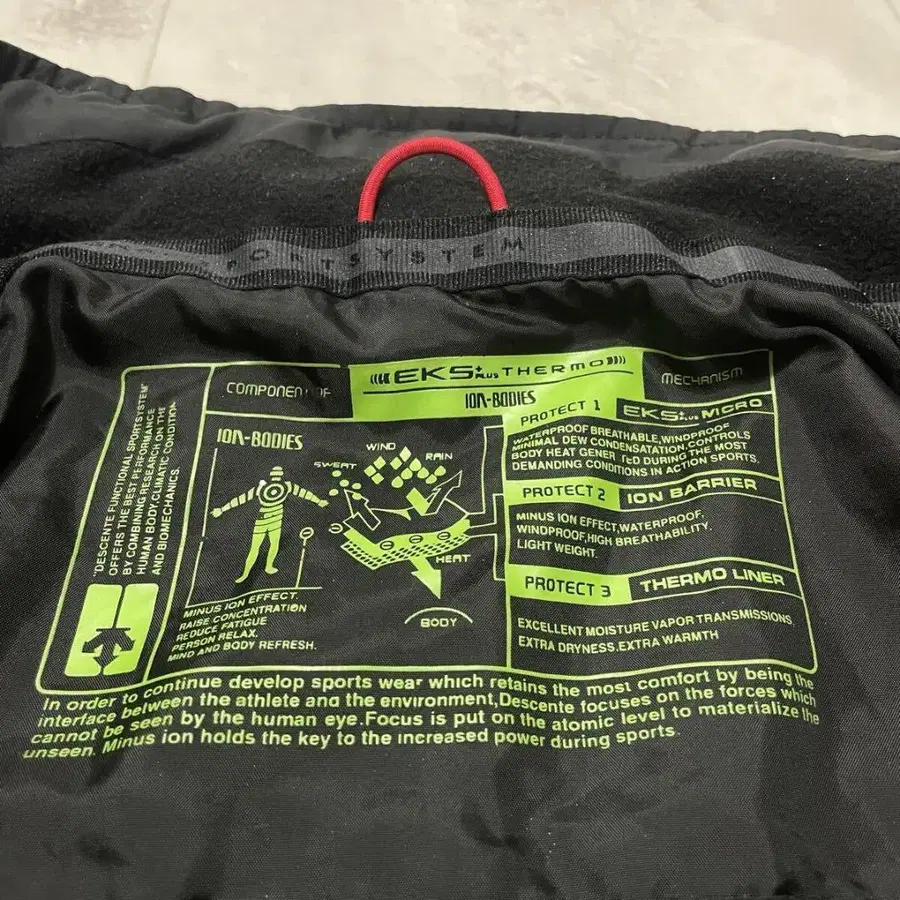 PORTSYSTEM
"DESCENTE FUNCTIONAL SPORTSYSTEM"
OFFERS THE BEST PERFORMANCE
BY COMBINING RESEARCH ON THE
HUMAN BODY, CLIMATIC CONDITION
AND BIOMECHANICS.
COMPONENT OF
EKS PLUS THERMO
ION-BODIES
MECHANISM
ION-BODIES
SWEAT
WIND
RAIN
HEAT
BODY
MINUS ION EFFECT.
RAISE CONCENTRATION
REDUCE FATIGUE
PERSON RELAX.
MIND AND BODY REFRESH.
PROTECT 1 EKS PLUS MICRO
WATERPROOF BREATHABLE, WINDPROOF
MINIMAL DEW CONDENSATATION, CONTROLS
BODY HEAT GENER TED DURING THE MOST
DEMANDING CONDITIONS IN ACTION SPORTS.
PROTECT 2 ION BARRIER
MINUS ION EFFECT, WATERPROOF,
WINDPROOF, HIGH BREATHABILITY,
LIGHT WEIGHT.
PROTECT 3 THERMO LINER
EXCELLENT MOISTURE VAPOR TRANSMISSIONS
EXTRA DRYNESS. EXTRA WARMTH
In order to continue develop sports wear which retains the most comfort by being the
interface between the athlete and the environment, Descente focuses on the forces which
cannot be seen by the human eye. Focus is put on the atomic level to materialize the
unseen. Minus ion holds the key to the increased power during sports.